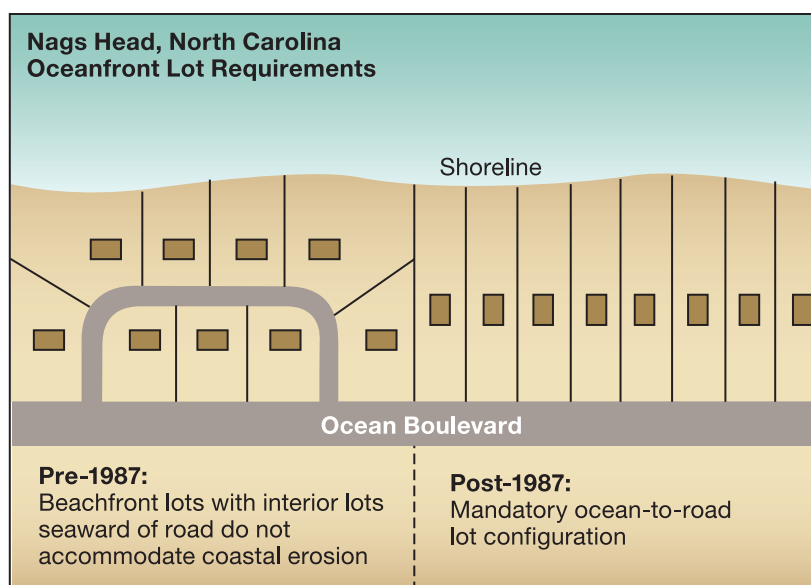 Nags Head, North Carolina
Oceanfront Lot Requirements
Shoreline
Ocean Boulevard
Pre-1987:
Beachfront lots with interior lots
seaward of road do not
accommodate coastal erosion
Post-1987:
Mandatory ocean-to-road
lot configuration